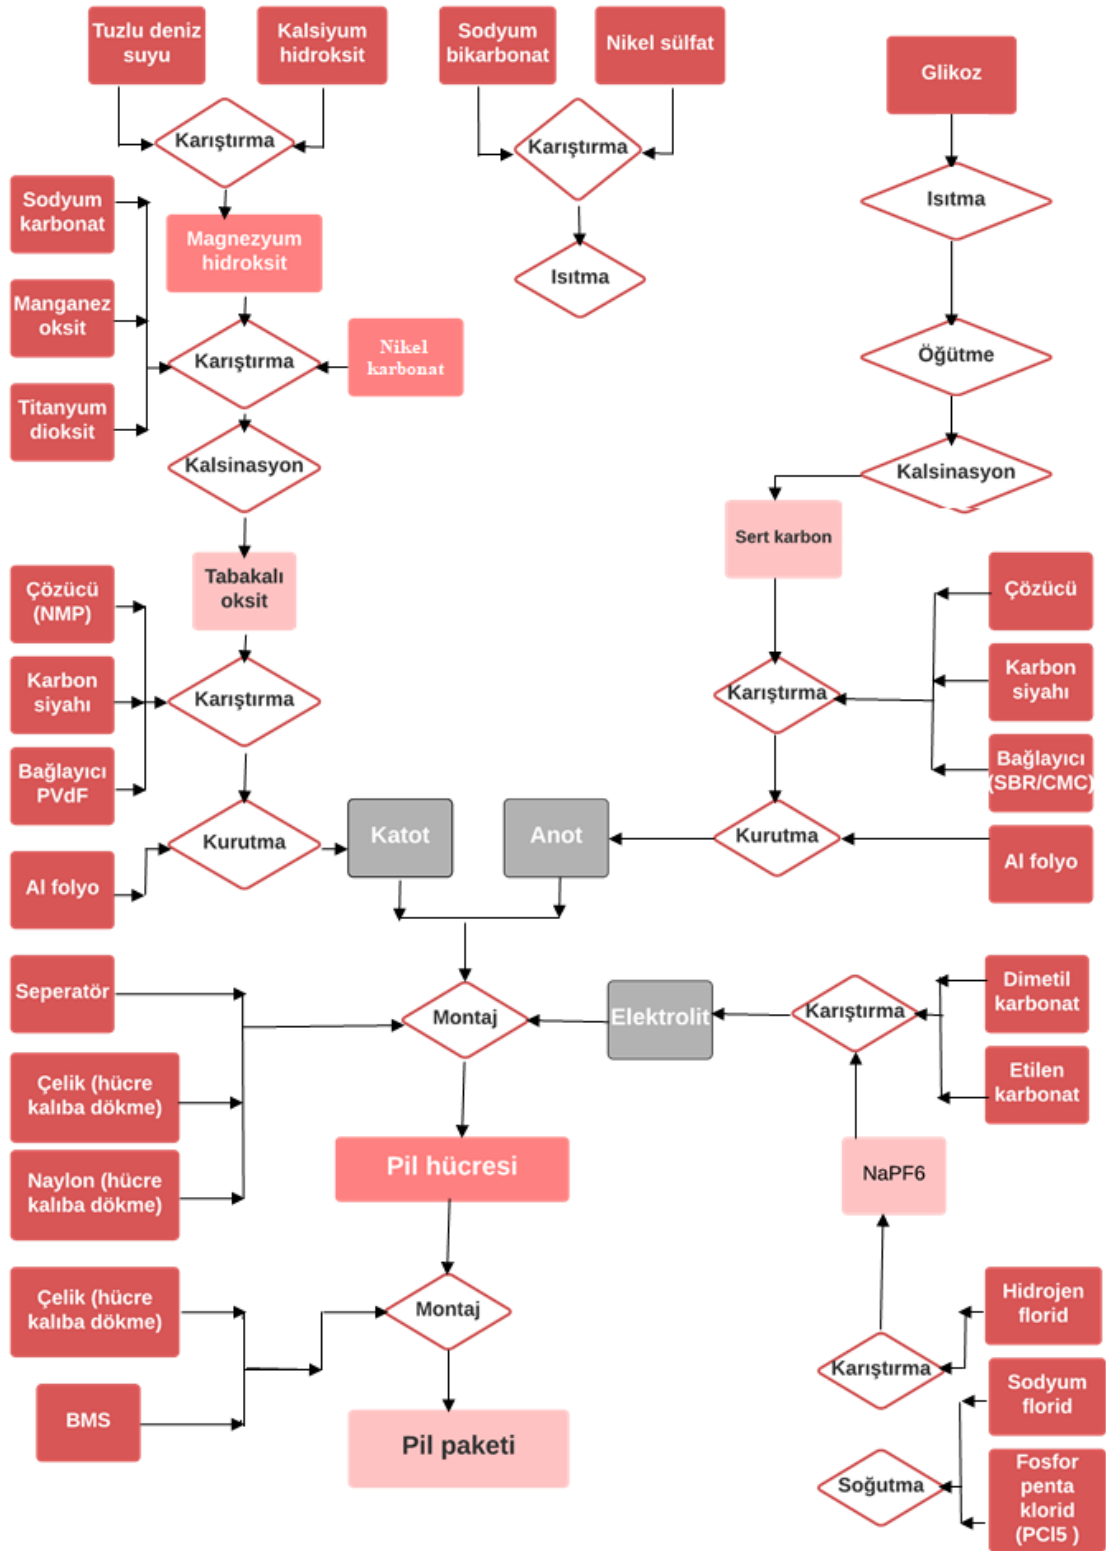 Tuzlu deniz
suyu
Kalsiyum
hidroksit
Sodyum
bikarbonat
Nikel sülfat
Glikoz
Karıştırma
Karıştırma
Isıtma
Sodyum
karbonat
Magnezyum
hidroksit
Isıtma
Manganez
oksit
Karıştırma
Nikel
karbonat
Öğütme
Titanyum
dioksit
Kalsinasyon
Kalsinasyon
Sert karbon
Tabakalı
oksit
Çözücü
(NMP)
Çözücü
Karbon
siyahı
Karıştırma
Karıştırma
Karbon
siyahı
Bağlayıcı
PVdF
Bağlayıcı
(SBR/CMC)
Kurutma
Katot
Anot
Kurutma
Al folyo
Al folyo
Seperatör
Montaj
Elektrolit
Karıştırma
Dimetil
karbonat
Çelik (hücre
kalıba dökme)
Etilen
karbonat
Pil hücresi
Naylon (hücre
kalıba dökme)
NaPF6
Çelik (hücre
kalıba dökme)
Montaj
Hidrojen
florid
Karıştırma
BMS
Pil paketi
Sodyum
florid
Soğutma
Fosfor
penta
klorid
(PCl5 )